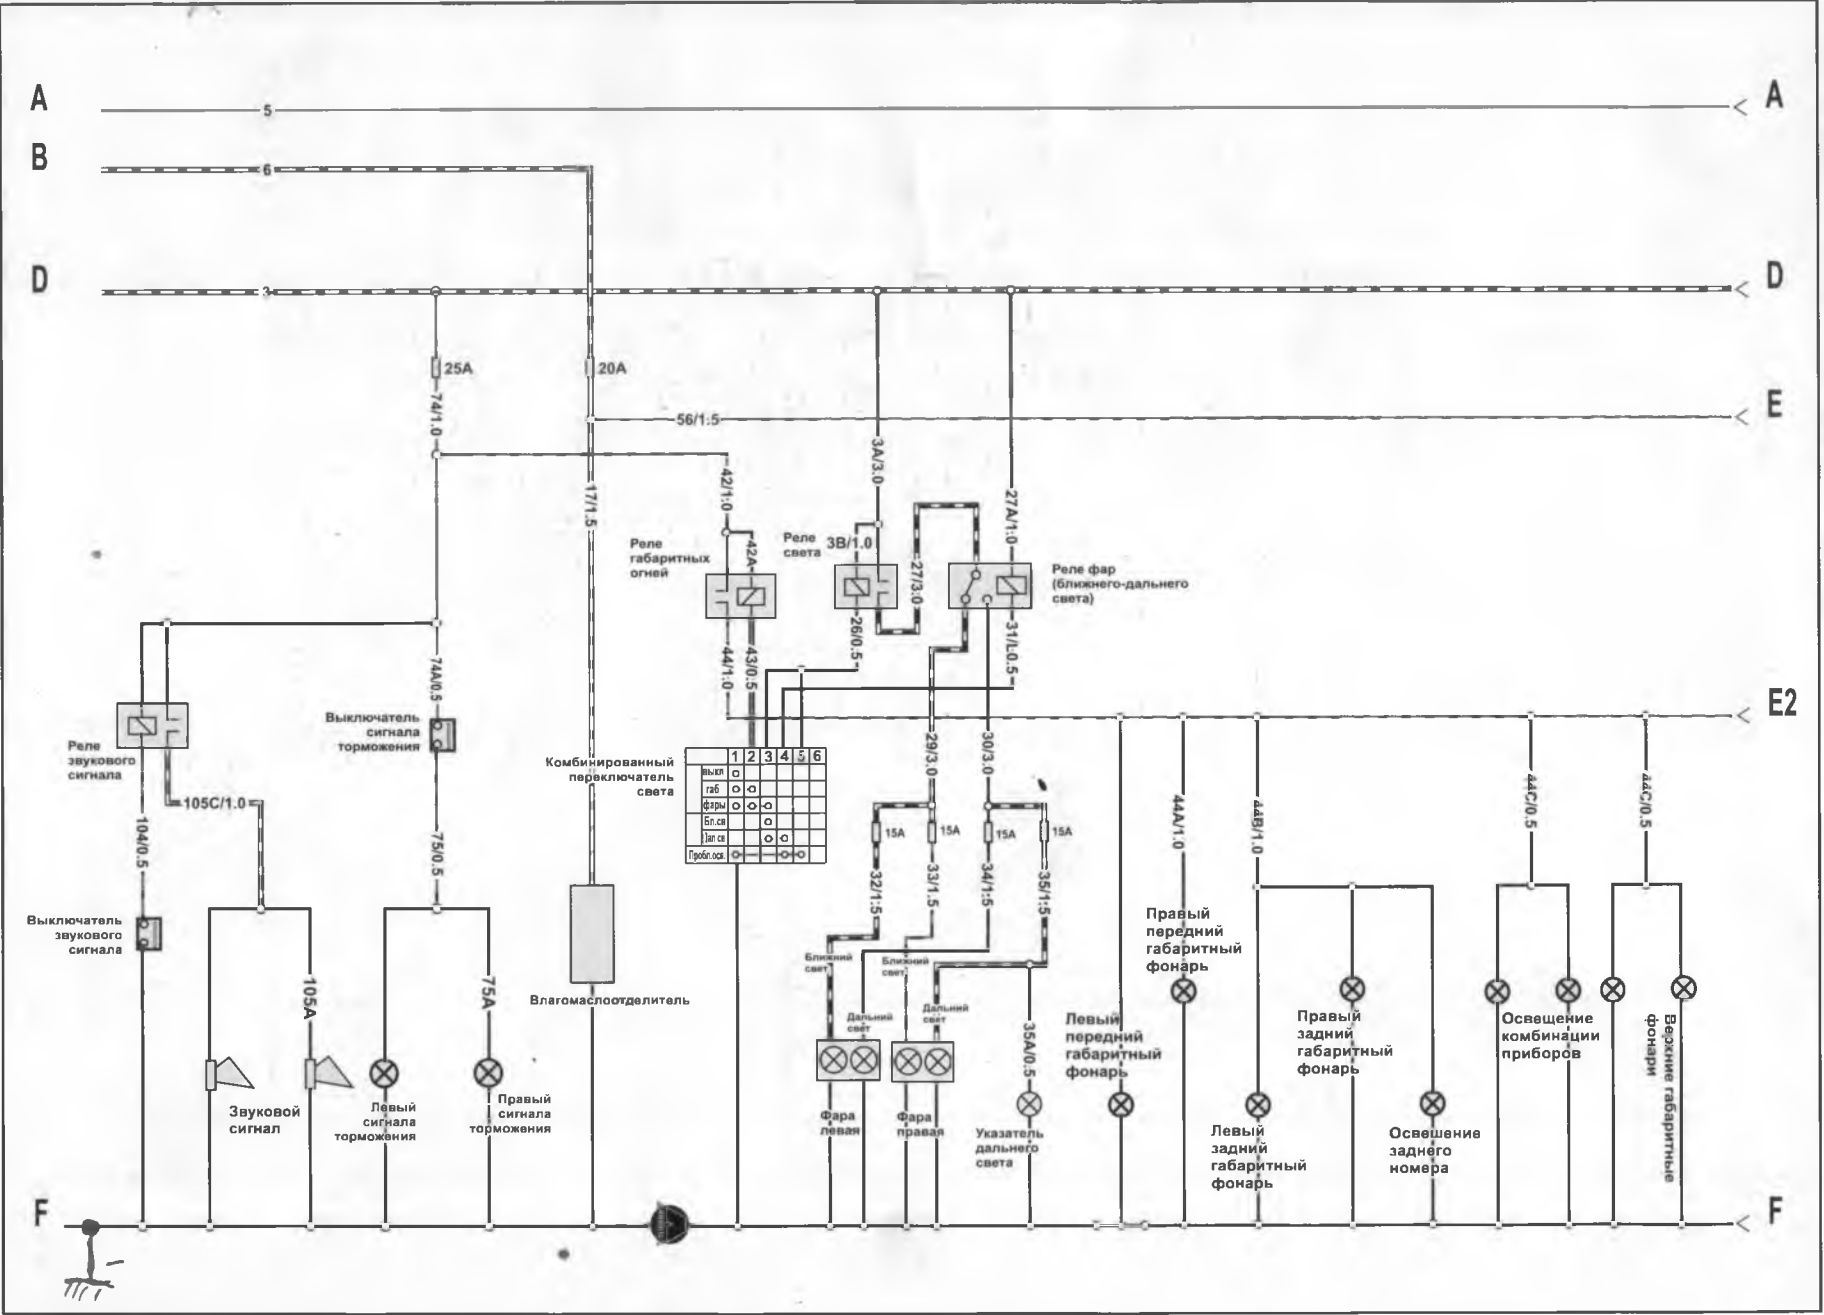 A
5
A
B
6
D
3
D
25A
20A
74/1.0
56/1:5
E
3A/3.0
42/1:0
17/1.5
27A/1:0
Реле
габаритных
огней
42A
Реле
света
3B/1.0
27/3:0
Реле фар
(ближнего-дальнего
света)
44/1:0
43/0.5
26/0.5
31/L0.5
74A/0.5
E2
Выключатель
сигнала
торможения
Реле
звукового
сигнала
105C/1.0
104/0.5
75/0.5
Комбинированный
переключатель
света
1 2 3 4 5 6
выкл
габ
фары
Бл.св
Дал св
Пробл.осв.
29/3.0
30/3.0
15A
15A
15A
15A
32/1:5
33/1.5
34/1:5
35/1:5
44A/1.0
44B/1.0
44C/0.5
44C/0.5
Выключатель
звукового
сигнала
105A
75A
Влагомаслоотделитель
Ближний
свет
Ближний
свет
Дальний
свет
Дальний
свет
35A/0.5
Правый
передний
габаритный
фонарь
Левый
передний
габаритный
фонарь
Правый
задний
габаритный
фонарь
Освещение
комбинации
приборов
Верхние габаритные
фонари
Звуковой
сигнал
Левый
сигнала
торможения
Правый
сигнала
торможения
Фара
левая
Фара
правая
Указатель
дальнего
света
Левый
задний
габаритный
фонарь
Освешение
заднего
номера
F
F